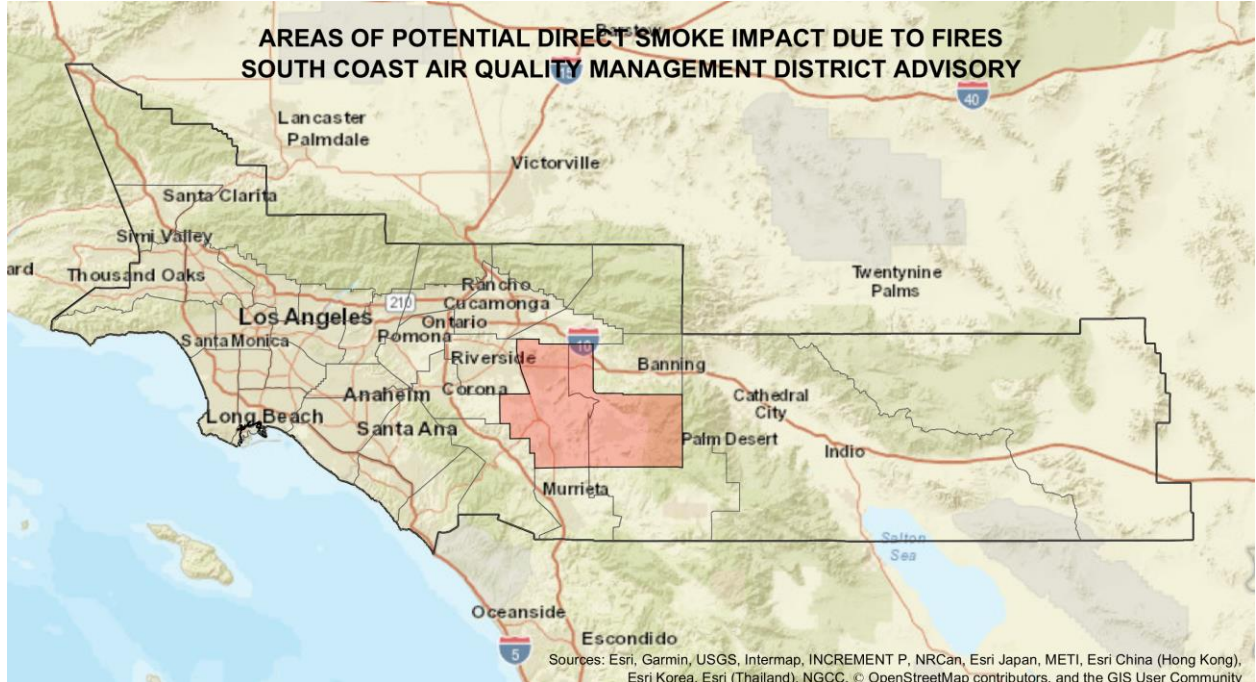 AREAS OF POTENTIAL DIRECT SMOKE IMPACT DUE TO FIRES
SOUTH COAST AIR QUALITY MANAGEMENT DISTRICT ADVISORY
Barstow
15
40
Lancaster
Palmdale
Victorville
Santa Clarita
Simi Valley
ard
Thousand Oaks
Twentynine
Palms
Rancho
Cucamonga
210
Los Angeles
Ontario
Santa Monica
Pomona
10
Riverside
Banning
Anaheim
Corona
Cathedral
City
Long Beach
Santa Ana
Palm Desert
Indio
Murrieta
Salton
Sea
Oceanside
Escondido
5
Sources: Esri, Garmin, USGS, Intermap, INCREMENT P, NRCan, Esri Japan, METI, Esri China (Hong Kong),
Esri Korea, Esri (Thailand), NGCC, © OpenStreetMap contributors, and the GIS User Community